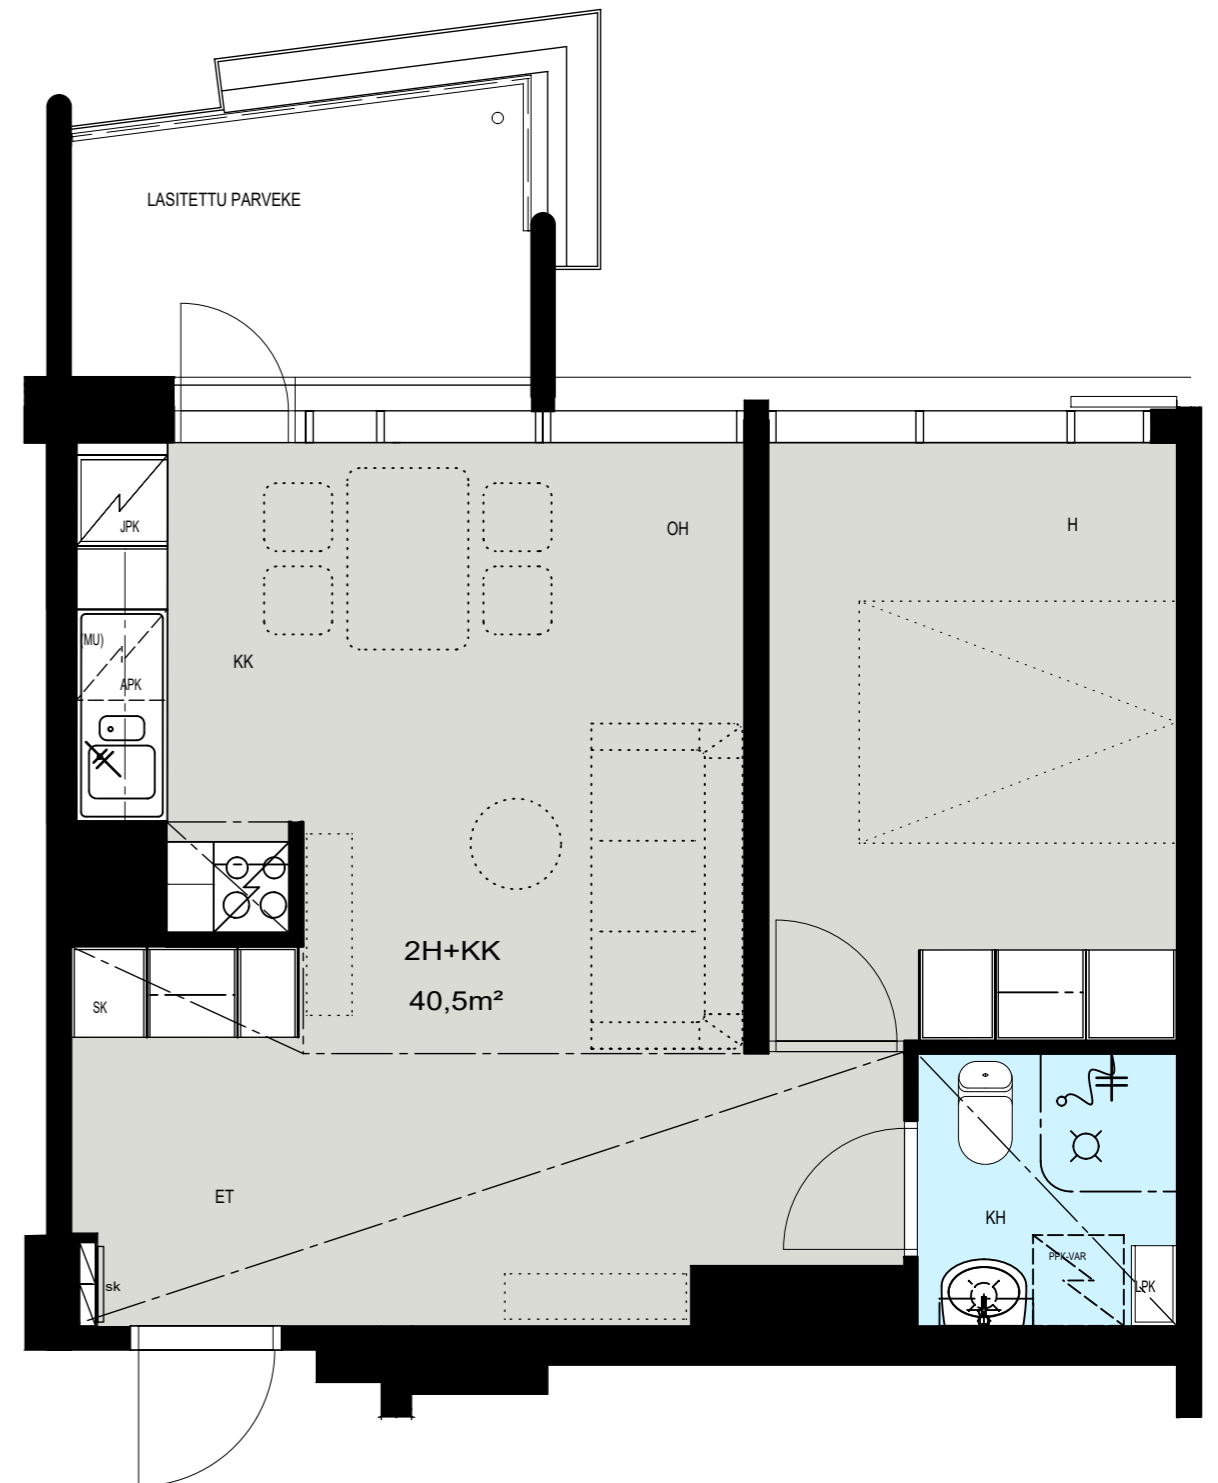 LASITETTU PARVEKE
JPK
OH
H
(MU)
KK
APK
2H+KK
40,5m²
SK
ET
KH
PPK-VAR
sk
LPK